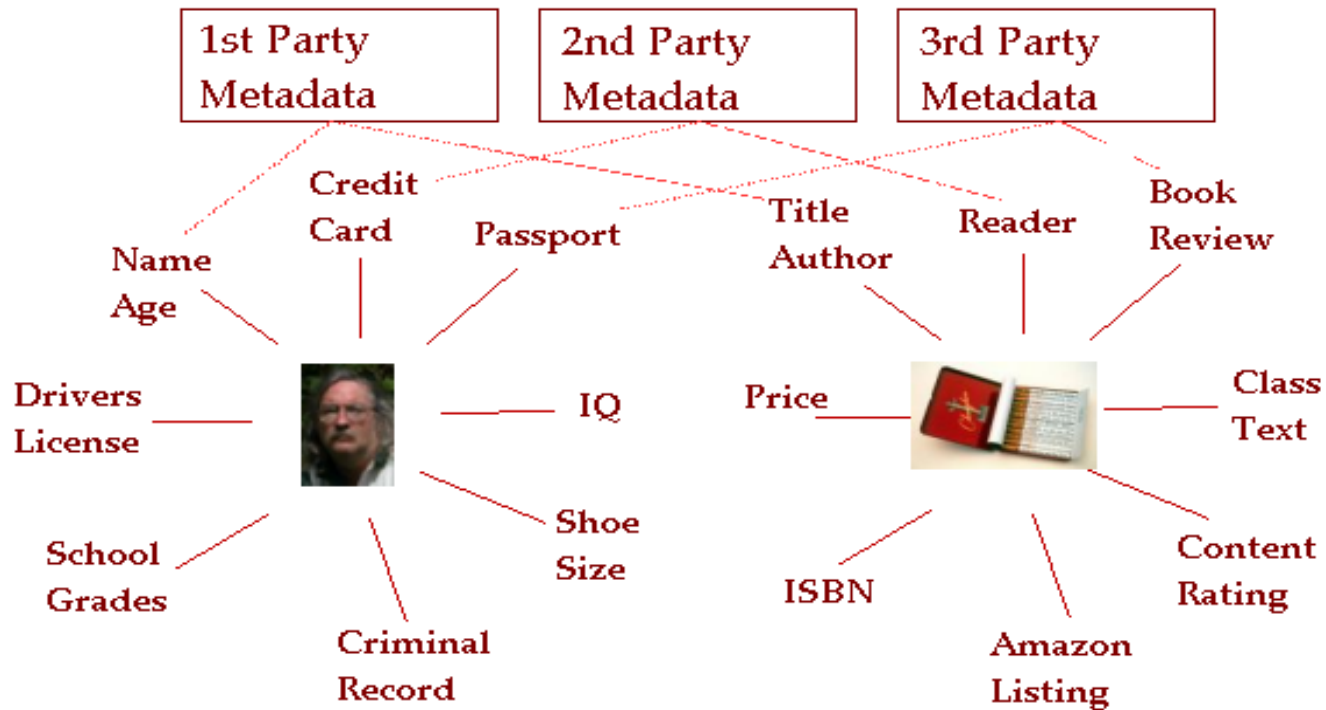 1st Party
Metadata
2nd Party
Metadata
3rd Party
Metadata
Credit
Card
Passport
Title
Author
Reader
Book
Review
Name
Age
Drivers
License
IQ
Price
Class
Text
School
Grades
Shoe
Size
ISBN
Content
Rating
Criminal
Record
Amazon
Listing